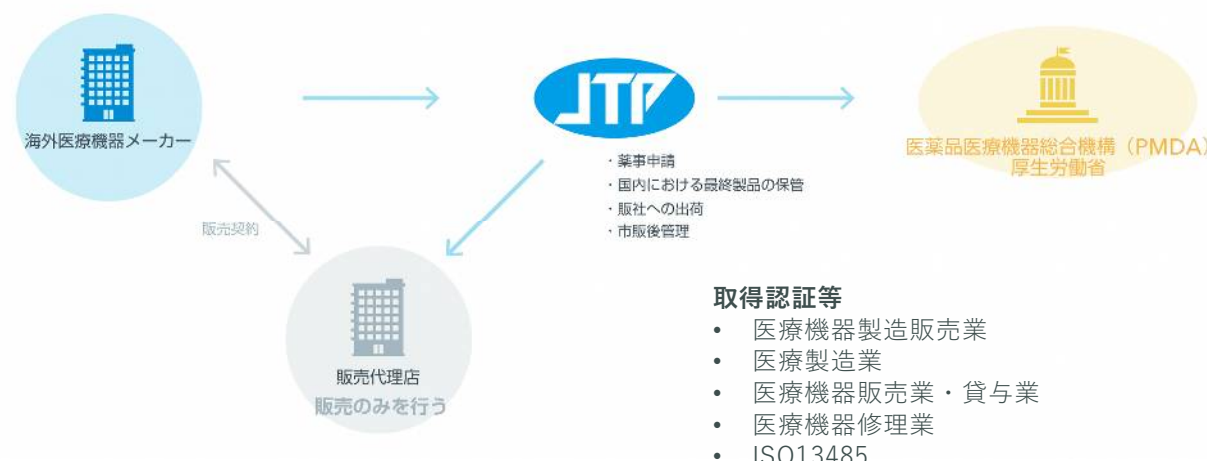 海外医療機器メーカー
JTP
・薬事申請
・国内における最終製品の保管
・販社への出荷
・市販後管理
医薬品医療機器総合機構（PMDA）
厚生労働省
販売契約
販売代理店
販売のみを行う
取得認証等
• 医療機器製造販売業
• 医療製造業
• 医療機器販売業・貸与業
• 医療機器修理業
• ISO13485